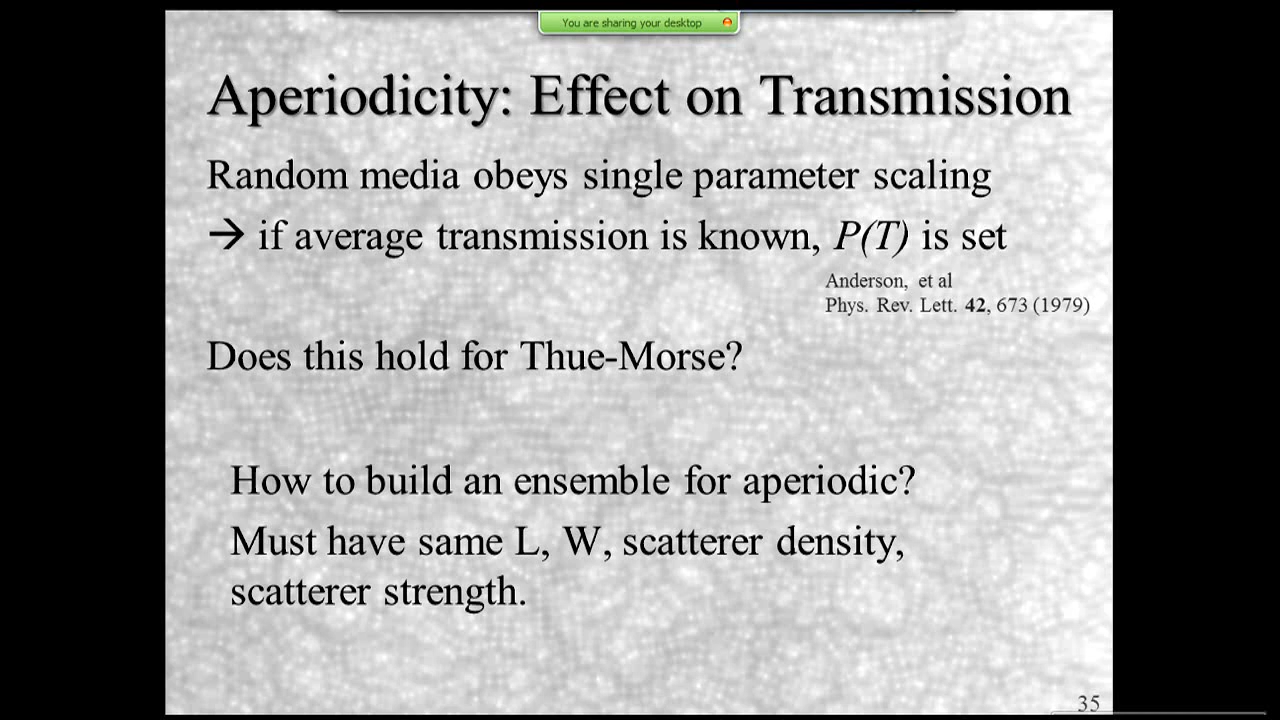 You are sharing your desktop
Aperiodicity: Effect on Transmission
Random media obeys single parameter scaling
→ if average transmission is known, P(T) is set
Anderson, et al
Phys. Rev. Lett. 42, 673 (1979)
Does this hold for Thue-Morse?
How to build an ensemble for aperiodic?
Must have same L, W, scatterer density,
scatterer strength.
35